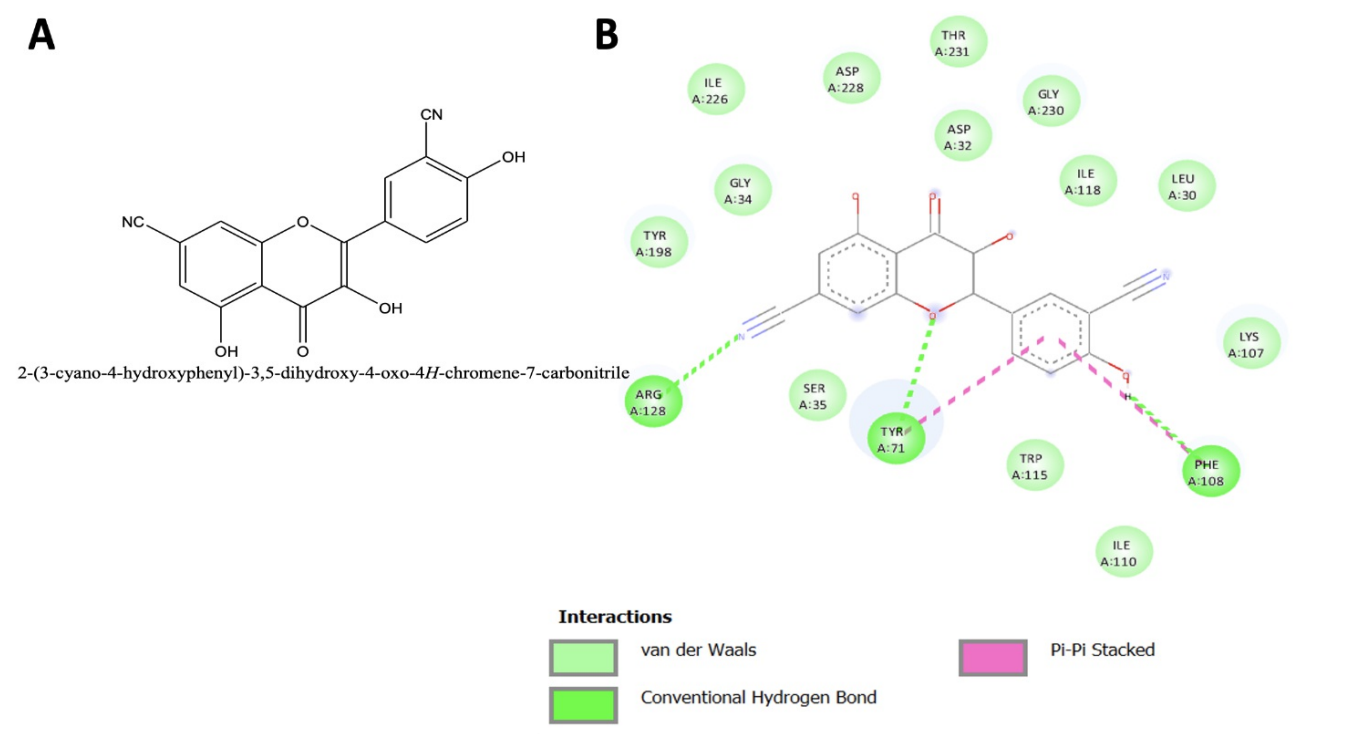 A
B
CN
OH
NC
O
OH
OH
O
2-(3-cyano-4-hydroxyphenyl)-3,5-dihydroxy-4-oxo-4H-chromene-7-carbonitrile
THR
A:231
ILE
A:226
ASP
A:228
GLY
A:230
ASP
A:32
GLY
A:34
ILE
A:118
LEU
A:30
TYR
A:198
O
O
O
N
N
O
LYS
A:107
ARG
A:128
SER
A:35
TYR
A:71
O
H
TRP
A:115
PHE
A:108
ILE
A:110
Interactions
van der Waals
Conventional Hydrogen Bond
Pi-Pi Stacked